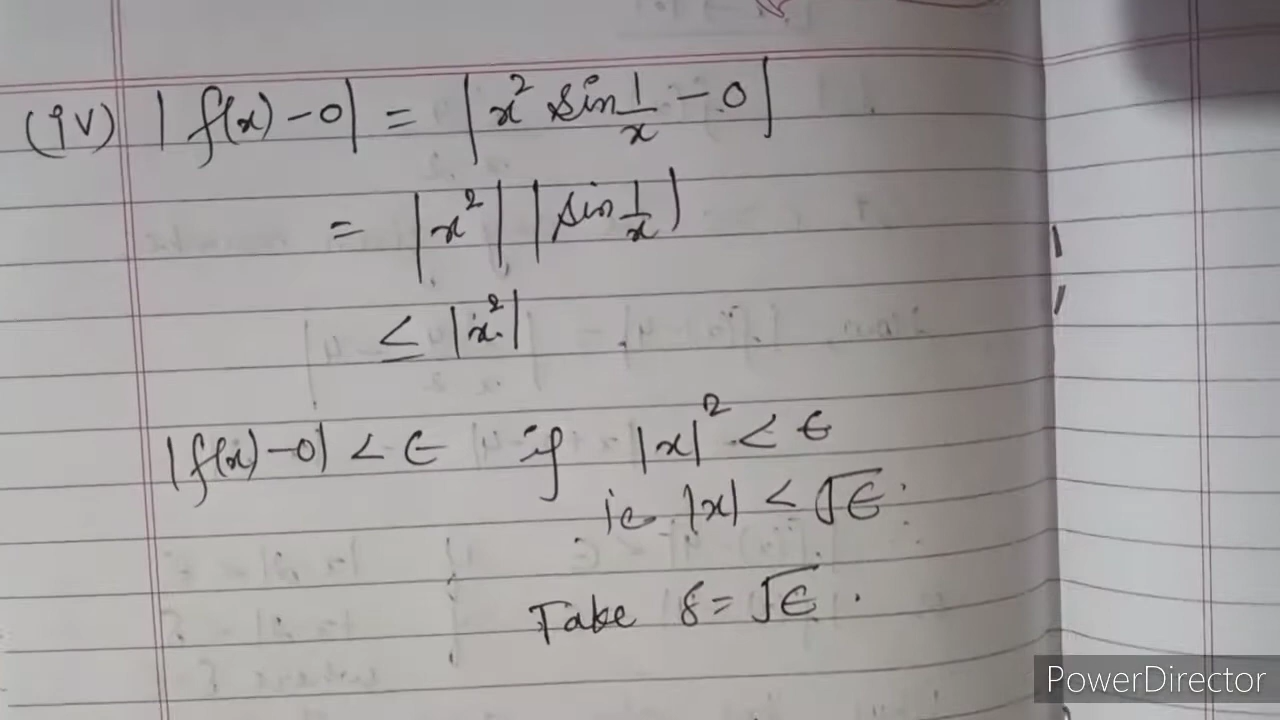 (iv) |f(x)-0| = |x² sin 1/x - 0|
= |x²| |sin 1/x|
≤ |x²|
|f(x)-0| < ε if |x|² < ε
ie |x| < √ε.
Take δ = √ε.
PowerDirector